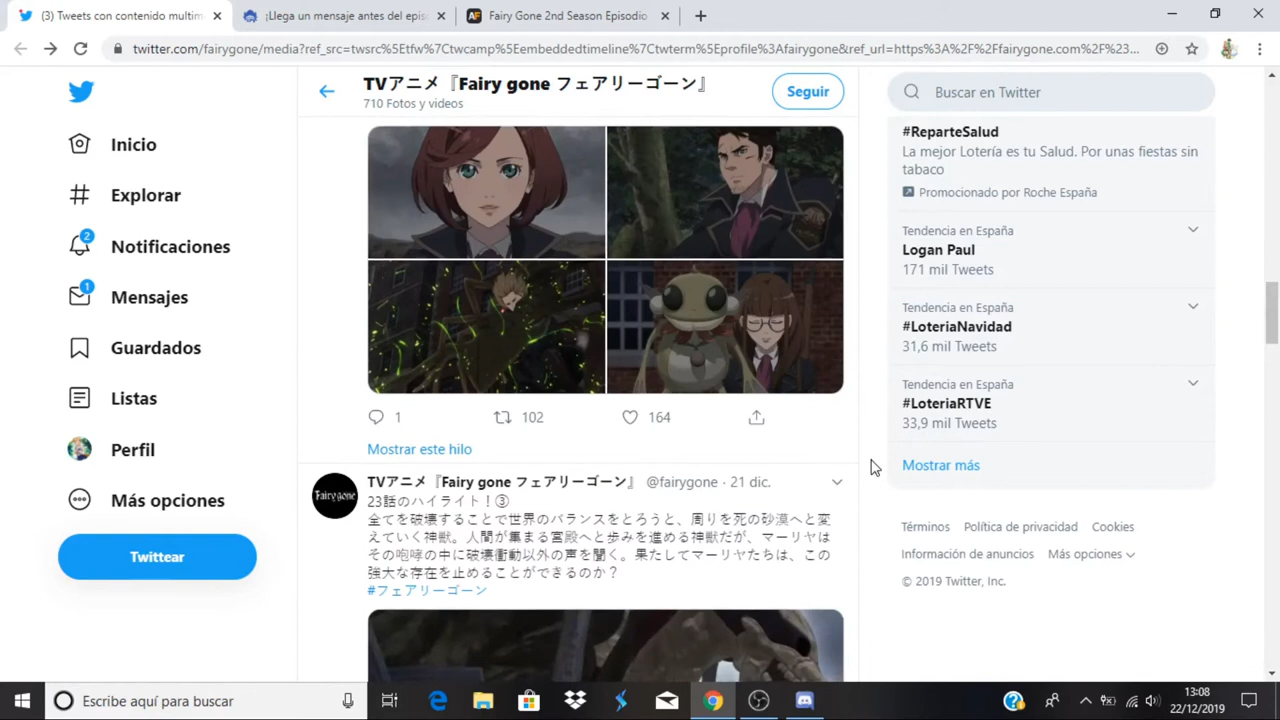 (3) Tweets con contenido multim
¡Llega un mensaje antes del epis
Fairy Gone 2nd Season Episodio
twitter.com/fairygone/media?ref_src=twsrc%5Etfw%7Ctwcamp%5Eembeddedtimeline%7Ctwterm%5Eprofile%3Afairygone&ref_url=https%3A%2F%2Ffairygone.com%2F%23...
Inicio
Explorar
2
Notificaciones
1
Mensajes
Guardados
Listas
Perfil
Más opciones
Twittear
TVアニメ『Fairy gone フェアリーゴーン』
710 Fotos y videos
Seguir
1
102
164
Mostrar este hilo
Fairy gone
TVアニメ『Fairy gone フェアリーゴーン』 @fairygone · 21 dic.
23話のハイライト！③
全てを破壊することで世界のバランスをとろうと、周りを死の砂漠へと変
えていく神獣。人間が集まる宮殿へと歩みを進める神獣だが、マーリヤは
その咆哮の中に破壊衝動以外の声を聞く。果たしてマーリヤたちは、この
強大な存在を止めることができるのか？
#フェアリーゴーン
Buscar en Twitter
#ReparteSalud
La mejor Lotería es tu Salud. Por unas fiestas sin
tabaco
Promocionado por Roche España
Tendencia en España
Logan Paul
171 mil Tweets
Tendencia en España
#LoteriaNavidad
31,6 mil Tweets
Tendencia en España
#LoteriaRTVE
33,9 mil Tweets
Mostrar más
Términos Política de privacidad Cookies
Información de anuncios Más opciones
© 2019 Twitter, Inc.
Escribe aquí para buscar
13:08
22/12/2019